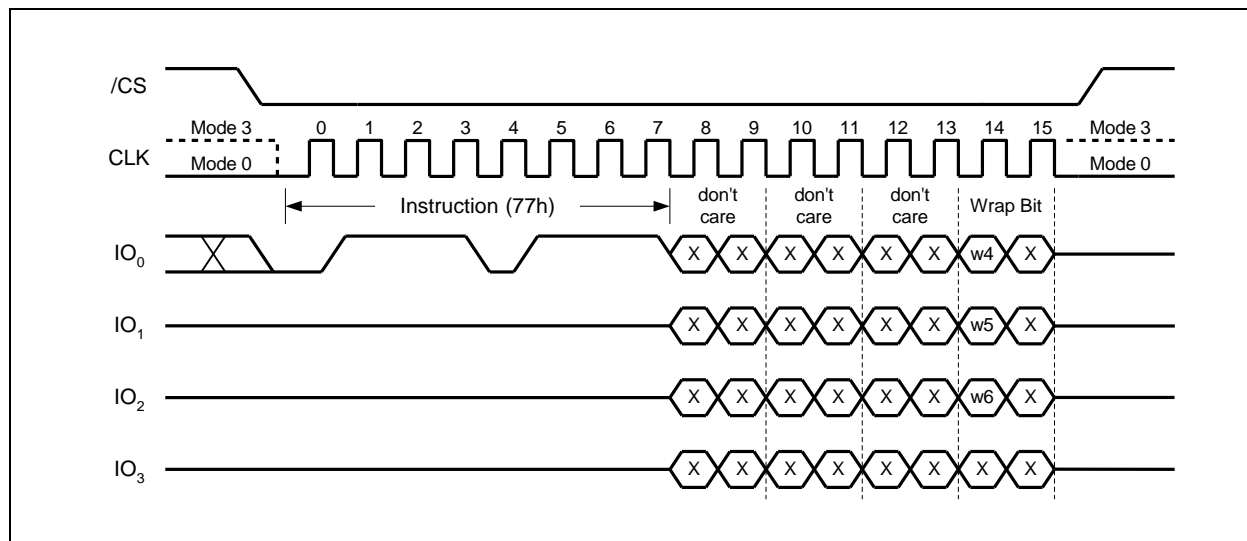 /CS
Mode 3 0 1 2 3 4 5 6 7 8 9 10 11 12 13 14 15 Mode 3
CLK
Mode 0 Mode 0
Instruction (77h) don't care don't care don't care Wrap Bit
IO0 X X X X X X w4 X
IO1 X X X X X X w5 X
IO2 X X X X X X w6 X
IO3 X X X X X X X X